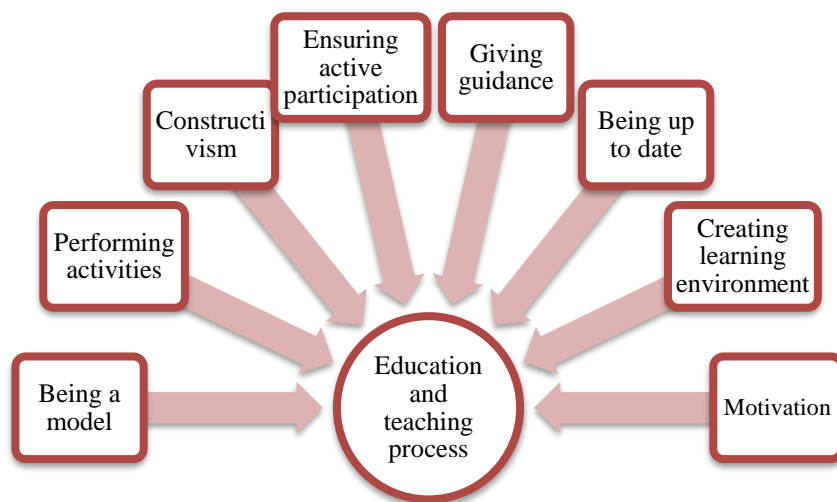 Ensuring
active
participation
Giving
guidance
Constructi
vism
Being up
to date
Performing
activities
Creating
learning
environment
Being a
model
Education
and
teaching
process
Motivation